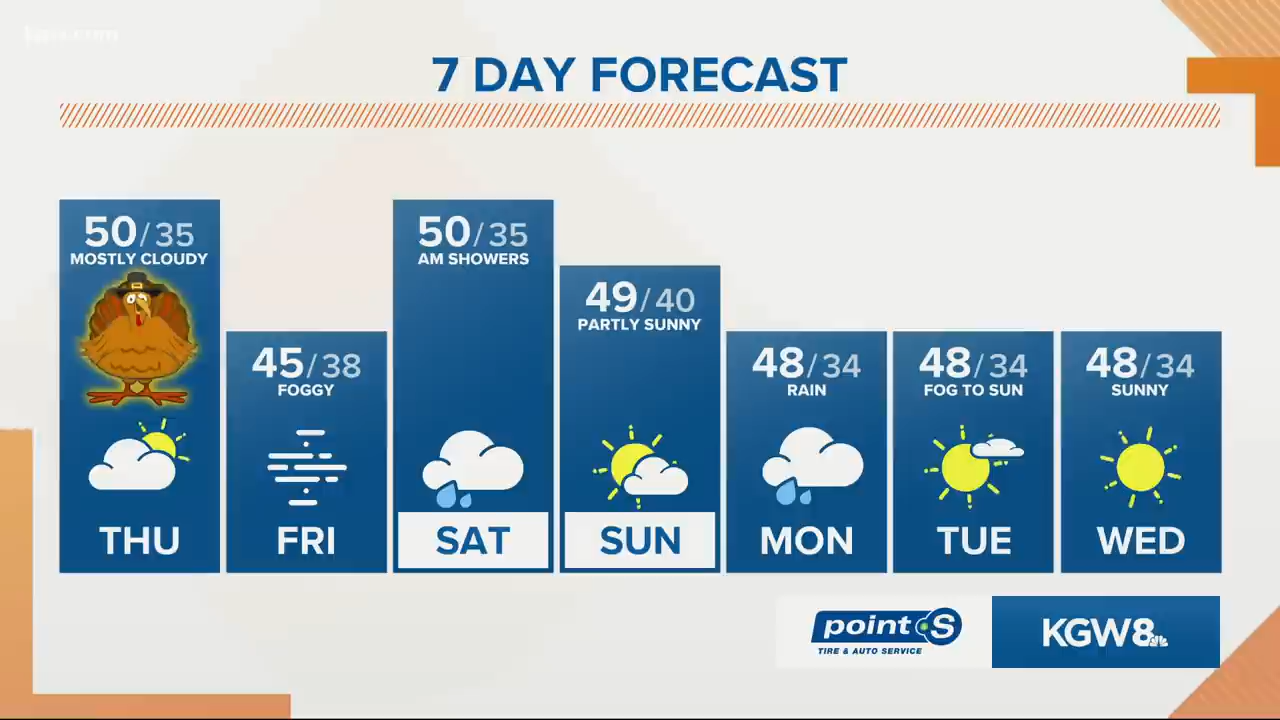 kgw.com
7 DAY FORECAST
50/35
MOSTLY CLOUDY
THU
45/38
FOGGY
FRI
50/35
AM SHOWERS
SAT
49/40
PARTLY SUNNY
SUN
48/34
RAIN
MON
48/34
FOG TO SUN
TUE
48/34
SUNNY
WED
point S
TIRE & AUTO SERVICE
KGW8